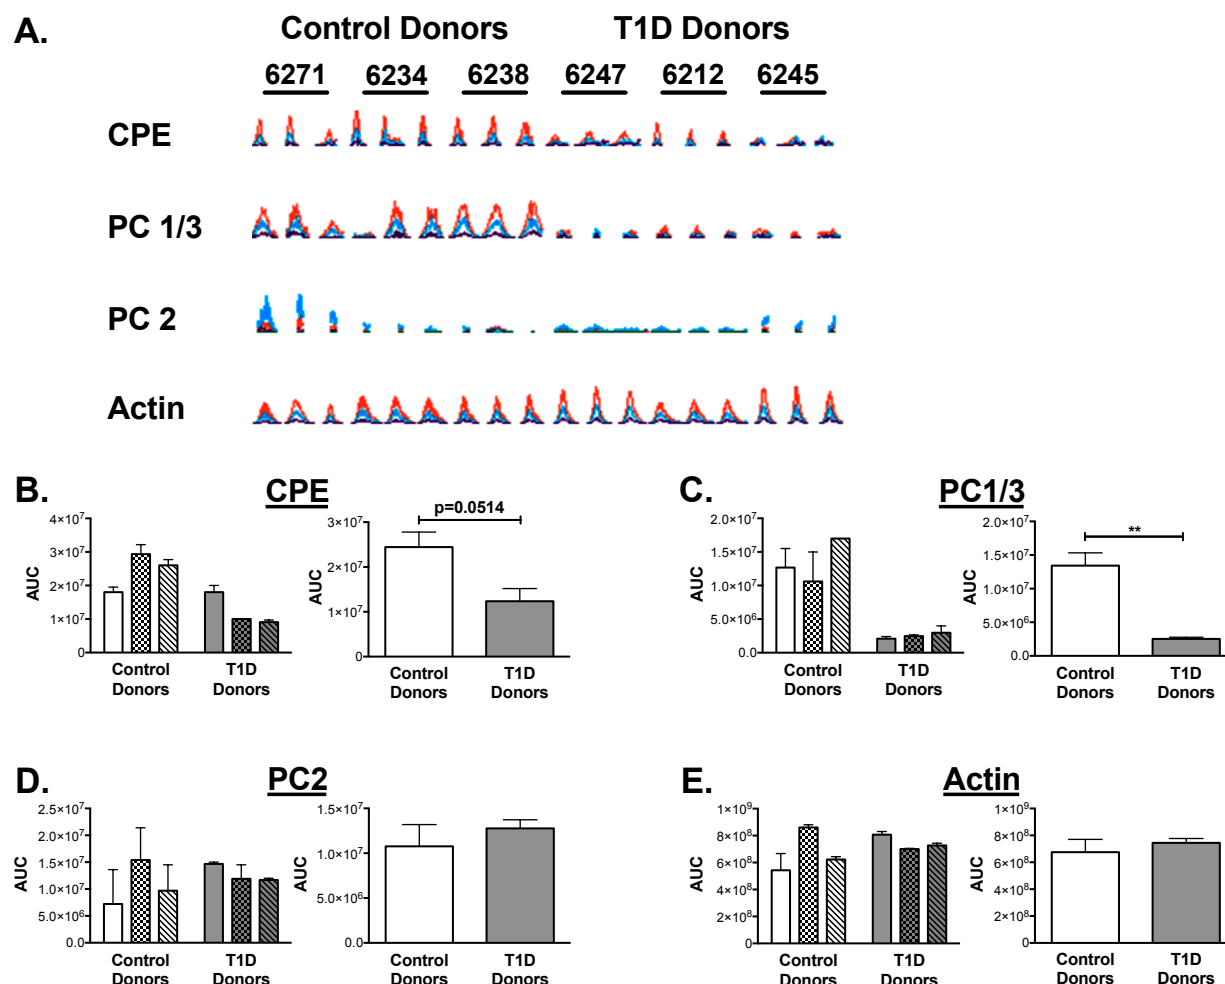 A.
Control Donors T1D Donors
6271 6234 6238 6247 6212 6245
CPE
PC 1/3
PC 2
Actin
B. CPE
4×10⁷
3×10⁷
2×10⁷
1×10⁷
0
AUC
Control Donors
T1D Donors
p=0.0514
3×10⁷
2×10⁷
1×10⁷
0
AUC
Control Donors
T1D Donors
C. PC1/3
2.0×10⁷
1.5×10⁷
1.0×10⁷
5.0×10⁶
0.0
AUC
Control Donors
T1D Donors
**
2.0×10⁷
1.5×10⁷
1.0×10⁷
5.0×10⁶
0.0
AUC
Control Donors
T1D Donors
D. PC2
2.5×10⁷
2.0×10⁷
1.5×10⁷
1.0×10⁷
5.0×10⁶
0.0
AUC
Control Donors
T1D Donors
1.5×10⁷
1.0×10⁷
5.0×10⁶
0.0
AUC
Control Donors
T1D Donors
E. Actin
1×10⁹
8×10⁸
6×10⁸
4×10⁸
2×10⁸
0
AUC
Control Donors
T1D Donors
1×10⁹
8×10⁸
6×10⁸
4×10⁸
2×10⁸
0
AUC
Control Donors
T1D Donors